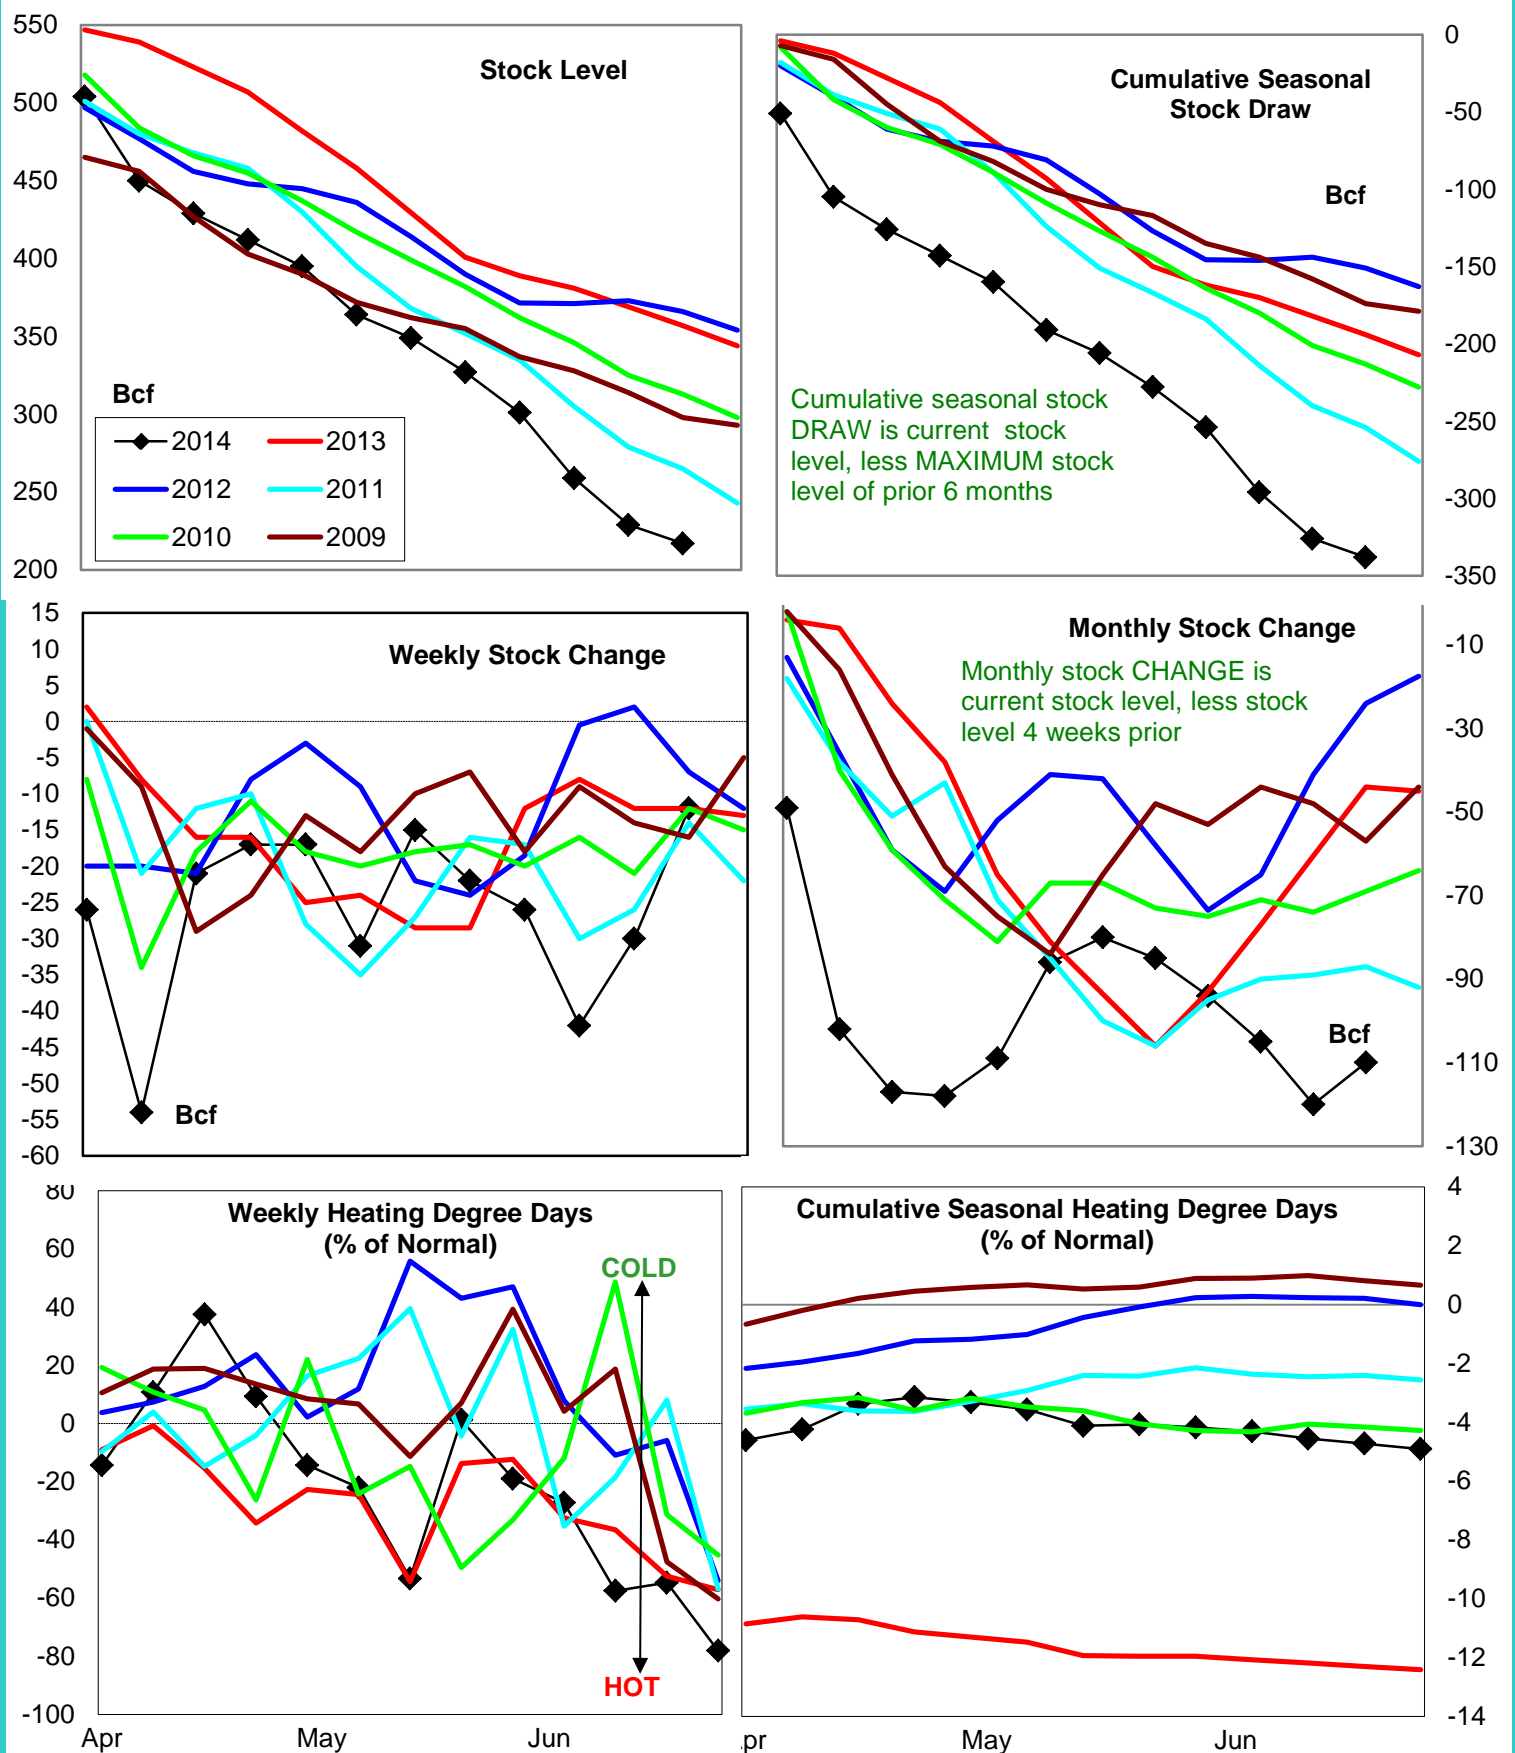 550
500
450
400
350
300
250
200
Stock Level
Bcf
2014
2013
2012
2011
2010
2009
Cumulative Seasonal
Stock Draw
Bcf
Cumulative seasonal stock
DRAW is current stock
level, less MAXIMUM stock
level of prior 6 months
0
-50
-100
-150
-200
-250
-300
-350
15
10
5
0
-5
-10
-15
-20
-25
-30
-35
-40
-45
-50
-55
-60
Weekly Stock Change
Bcf
Monthly Stock Change
Monthly stock CHANGE is
current stock level, less stock
level 4 weeks prior
Bcf
-10
-30
-50
-70
-90
-110
-130
80
60
40
20
0
-20
-40
-60
-80
-100
Weekly Heating Degree Days
(% of Normal)
COLD
HOT
Apr
May
Jun
Cumulative Seasonal Heating Degree Days
(% of Normal)
4
2
0
-2
-4
-6
-8
-10
-12
-14
pr
May
Jun